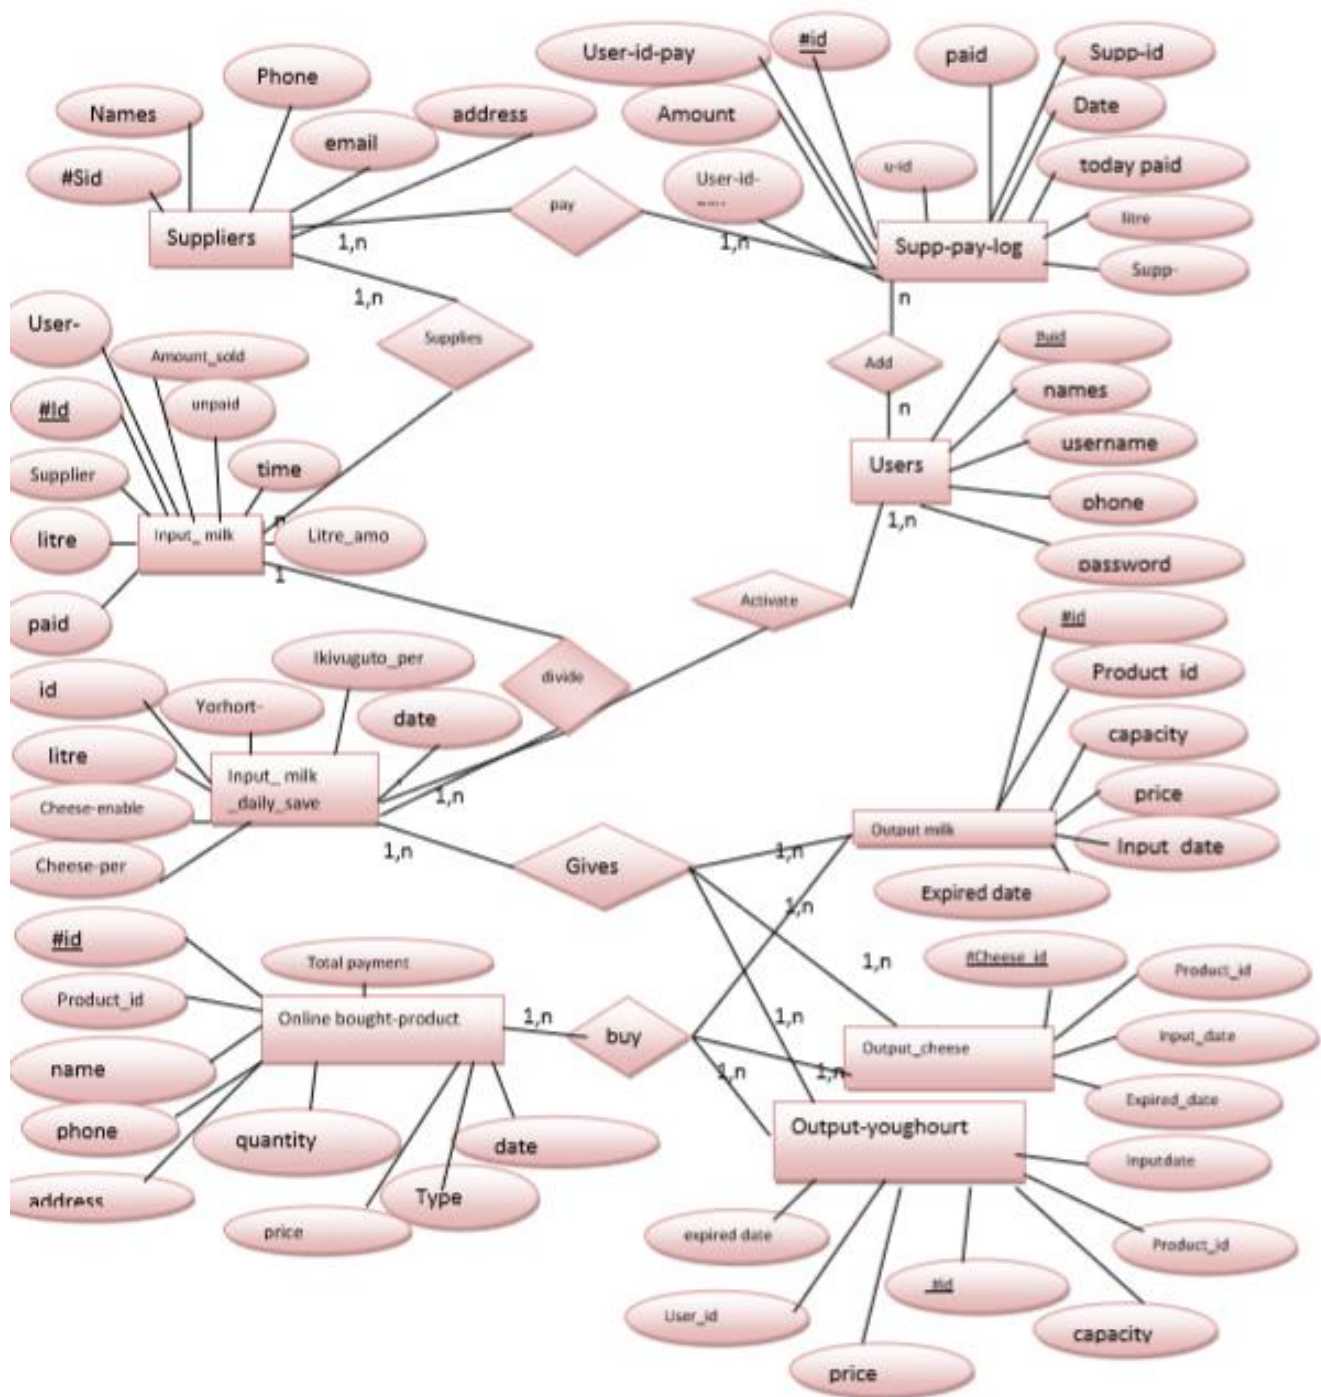 User-id-pay
#id
paid
Supp-id
Phone
Names
address
Amount
Date
email
#Sid
User-id-
u-id
today paid
pay
litre
Suppliers
1,n
1,n
Supp-pay-log
Supp-
1,n
n
User-
Supplies
Amount_sold
Add
#uid
#Id
unpaid
names
n
username
Supplier
time
Users
phone
1,n
n
Input_ milk
Litre_amo
litre
1
password
Activate
paid
#id
Ikivuguto_per
divide
Product_id
id
Yorhort-
date
capacity
litre
Input_ milk
_daily_save
1,n
price
Cheese-enable
Output milk
Input_date
1,n
Gives
1,n
Cheese-per
Expired date
1,n
#id
Total payment
1,n
#Cheese_id
Product_id
Product_id
Online bought-product
1,n
buy
1,n
Output_cheese
Input_date
name
1,n
1,n
Expired_date
phone
quantity
date
Output-youghourt
Inputdate
address
Type
price
expired date
Product_id
#id
User_id
capacity
price